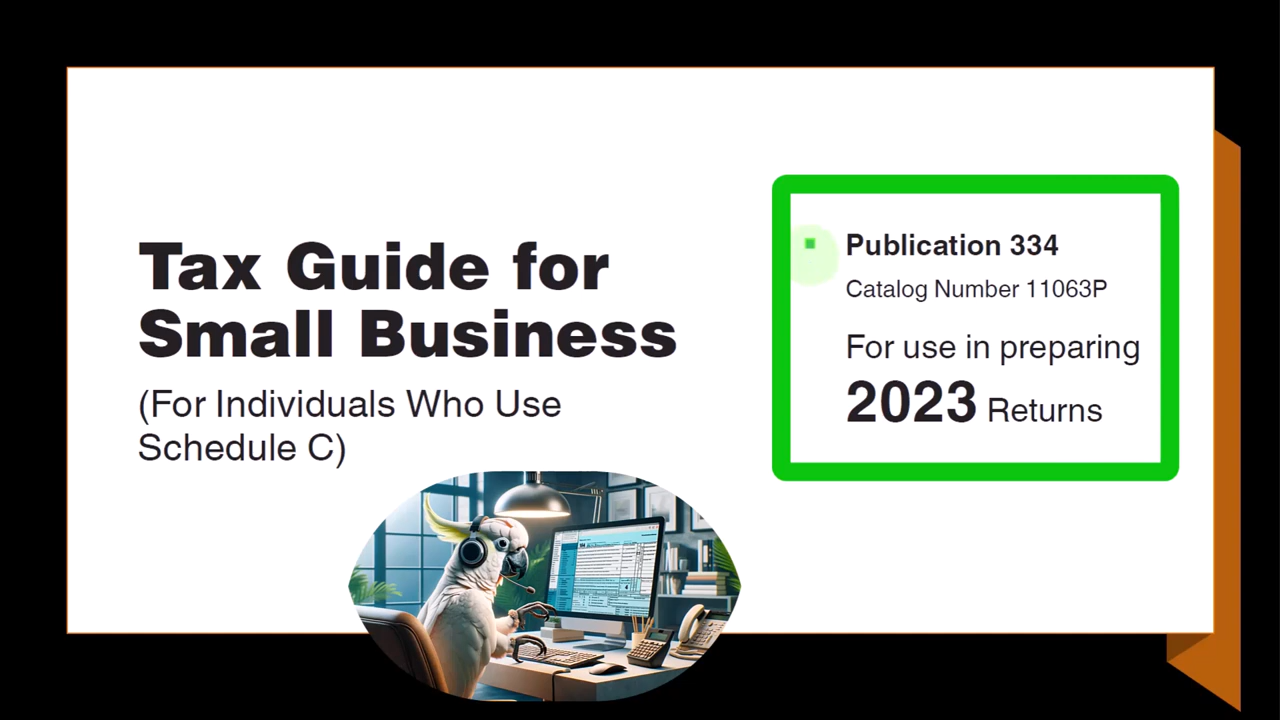 Tax Guide for
Small Business
(For Individuals Who Use
Schedule C)
Publication 334
Catalog Number 11063P
For use in preparing
2023 Returns